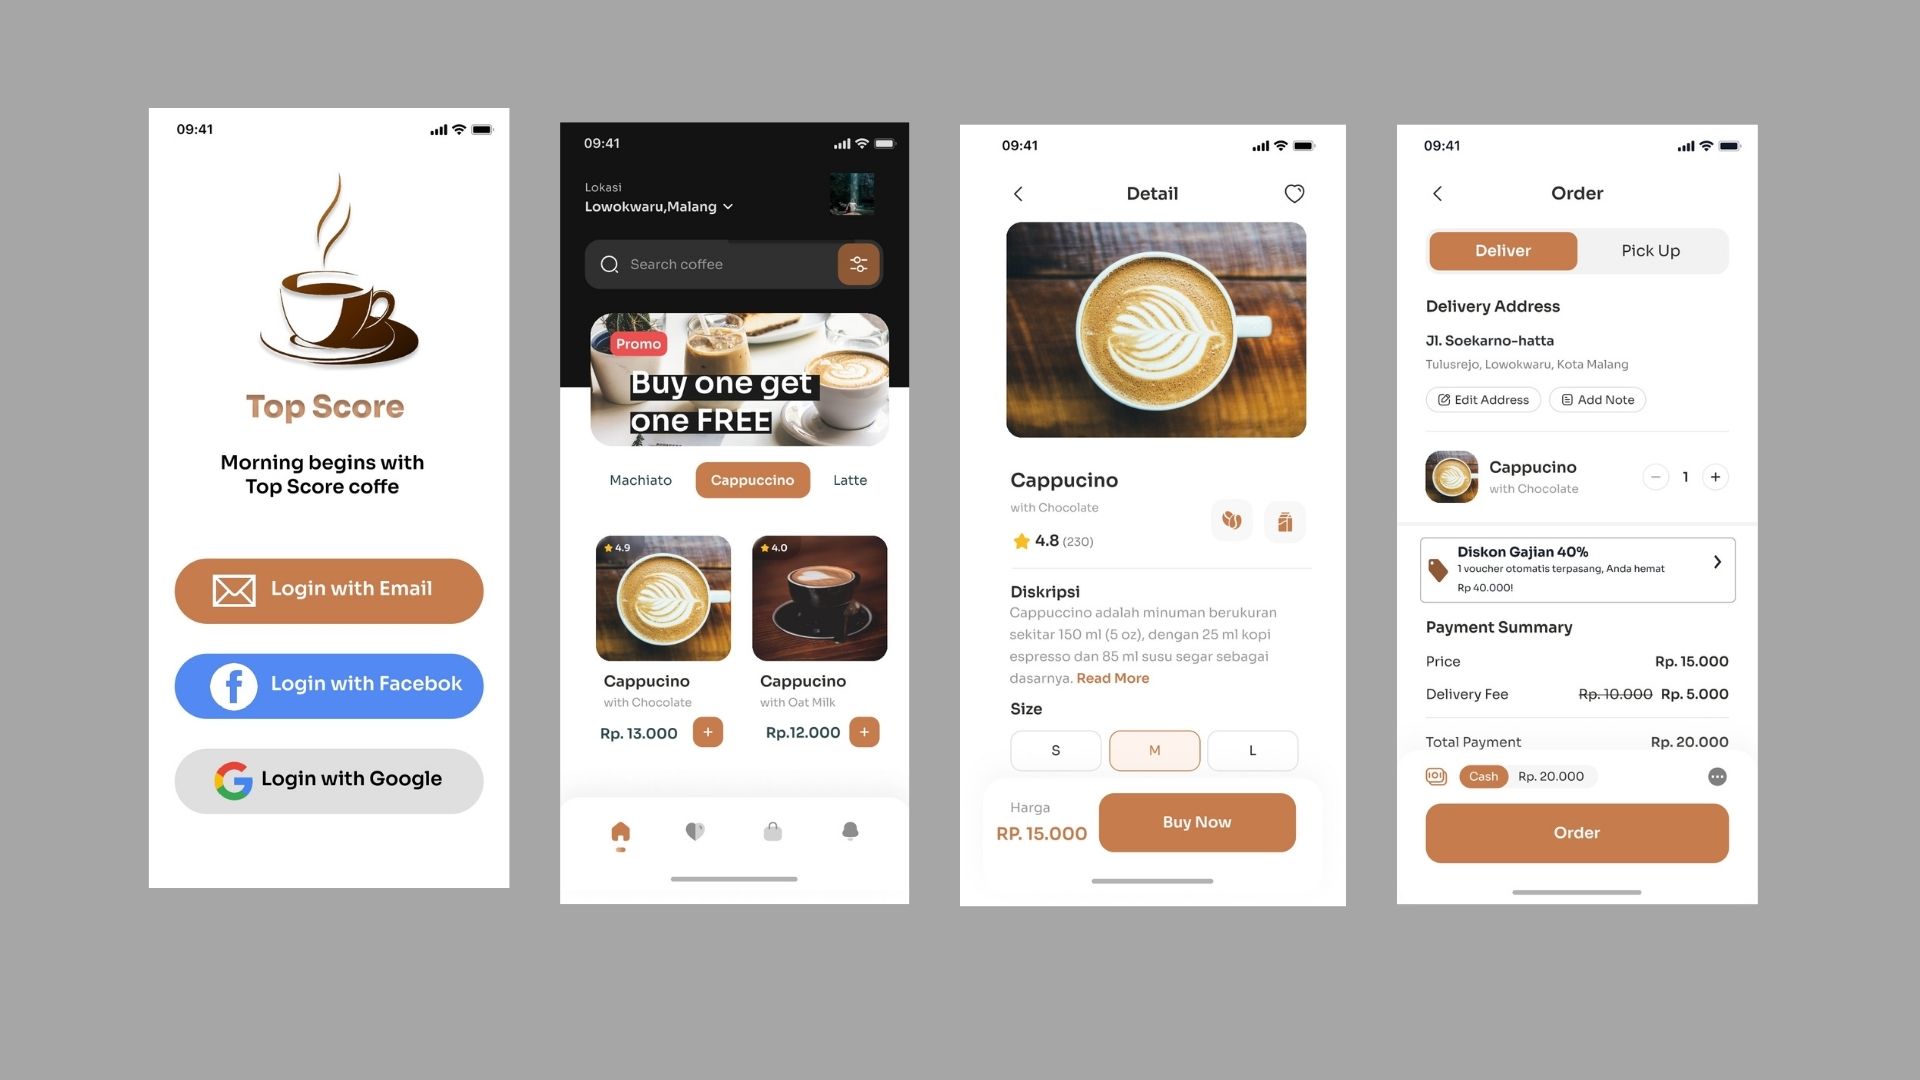 09:41
Top Score
Morning begins with
Top Score coffe
Login with Email
Login with Facebok
Login with Google
09:41
Lokasi
Lowokwaru,Malang
Search coffee
Promo
Buy one get
one FREE
Machiato Cappuccino Latte
4.9
Cappucino
with Chocolate
Rp. 13.000 +
4.0
Cappucino
with Oat Milk
Rp.12.000 +
09:41
Detail
Cappucino
with Chocolate
4.8 (230)
Diskripsi
Cappuccino adalah minuman berukuran
sekitar 150 ml (5 oz), dengan 25 ml kopi
espresso dan 85 ml susu segar sebagai
dasarnya. Read More
Size
S M L
Harga
RP. 15.000
Buy Now
09:41
Order
Deliver Pick Up
Delivery Address
Jl. Soekarno-hatta
Tulusrejo, Lowokwaru, Kota Malang
Edit Address Add Note
Cappucino
with Chocolate
− 1 +
Diskon Gajian 40%
1 voucher otomatis terpasang, Anda hemat
Rp 40.000!
Payment Summary
Price Rp. 15.000
Delivery Fee Rp. 10.000 Rp. 5.000
Total Payment Rp. 20.000
Cash Rp. 20.000
Order